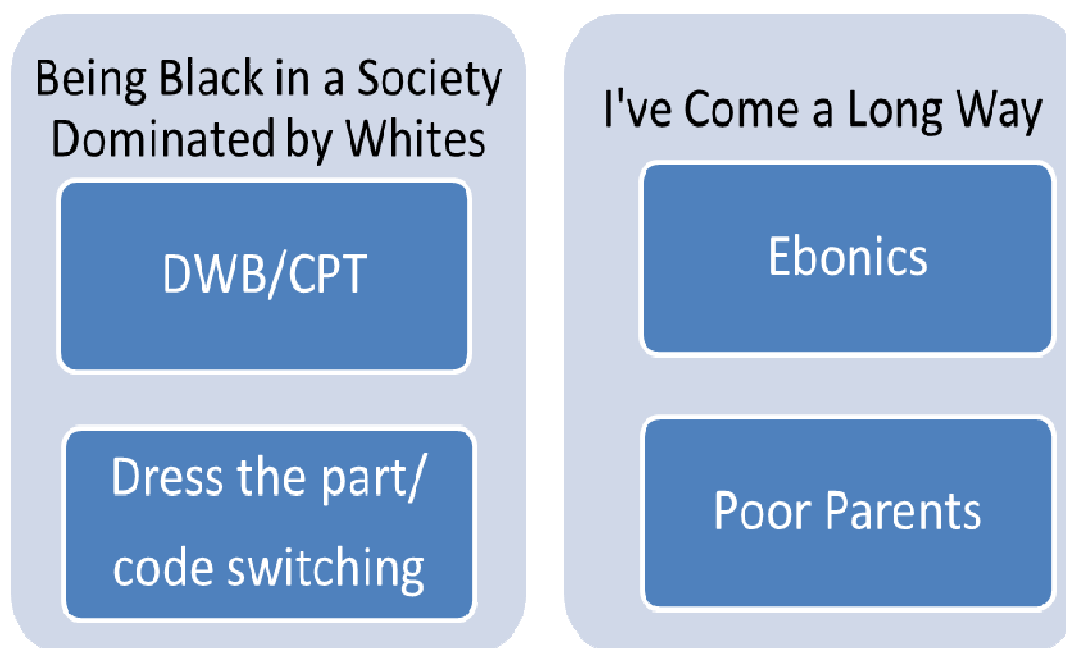 Being Black in a Society
Dominated by Whites
DWB/CPT
Dress the part/
code switching
I've Come a Long Way
Ebonics
Poor Parents